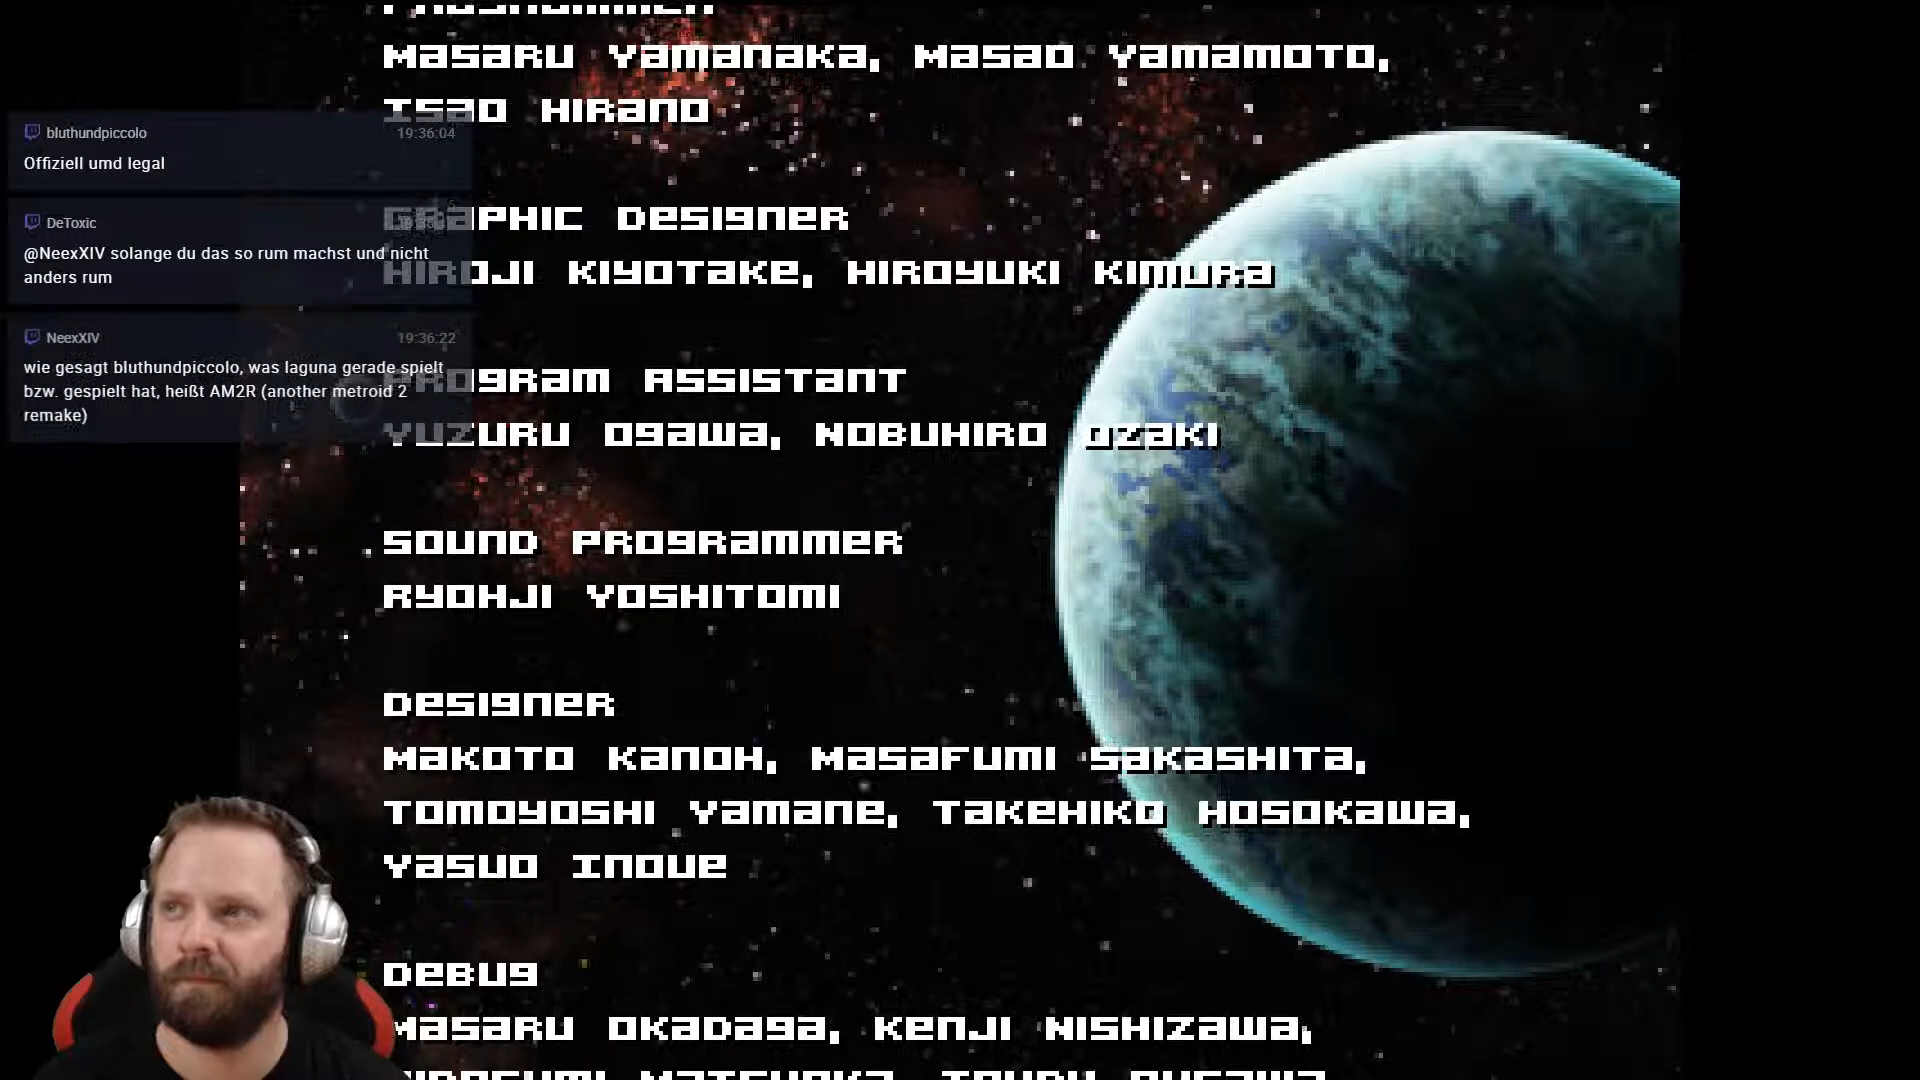 MASARU YAMANAKA, MASAO YAMAMOTO,
ISAO HIRANO
bluthundpiccolo 19:36:04
Offiziell umd legal
GRAPHIC DESIGNER
HIROJI KIYOTAKE, HIROYUKI KIMURA
DeToxic
@NeexXIV solange du das so rum machst und nicht
anders rum
PROGRAM ASSISTANT
YUZURU OGAWA, NOBUHIRO OZAKI
NeexXIV 19:36:22
wie gesagt bluthundpiccolo, was laguna gerade spielt
bzw. gespielt hat, heißt AM2R (another metroid 2
remake)
SOUND PROGRAMMER
RYOHJI YOSHITOMI
DESIGNER
MAKOTO KANOH, MASAFUMI SAKASHITA,
TOMOYOSHI YAMANE, TAKEHIKO HOSOKAWA,
YASUO INOUE
DEBUG
MASARU OKADAGA, KENJI NISHIZAWA,